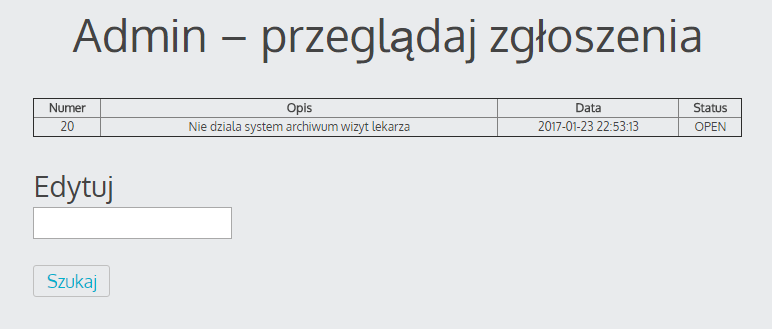 Admin – przeglądaj zgłoszenia
Numer Opis Data Status
20 Nie dziala system archiwum wizyt lekarza 2017-01-23 22:53:13 OPEN
Edytuj
Szukaj